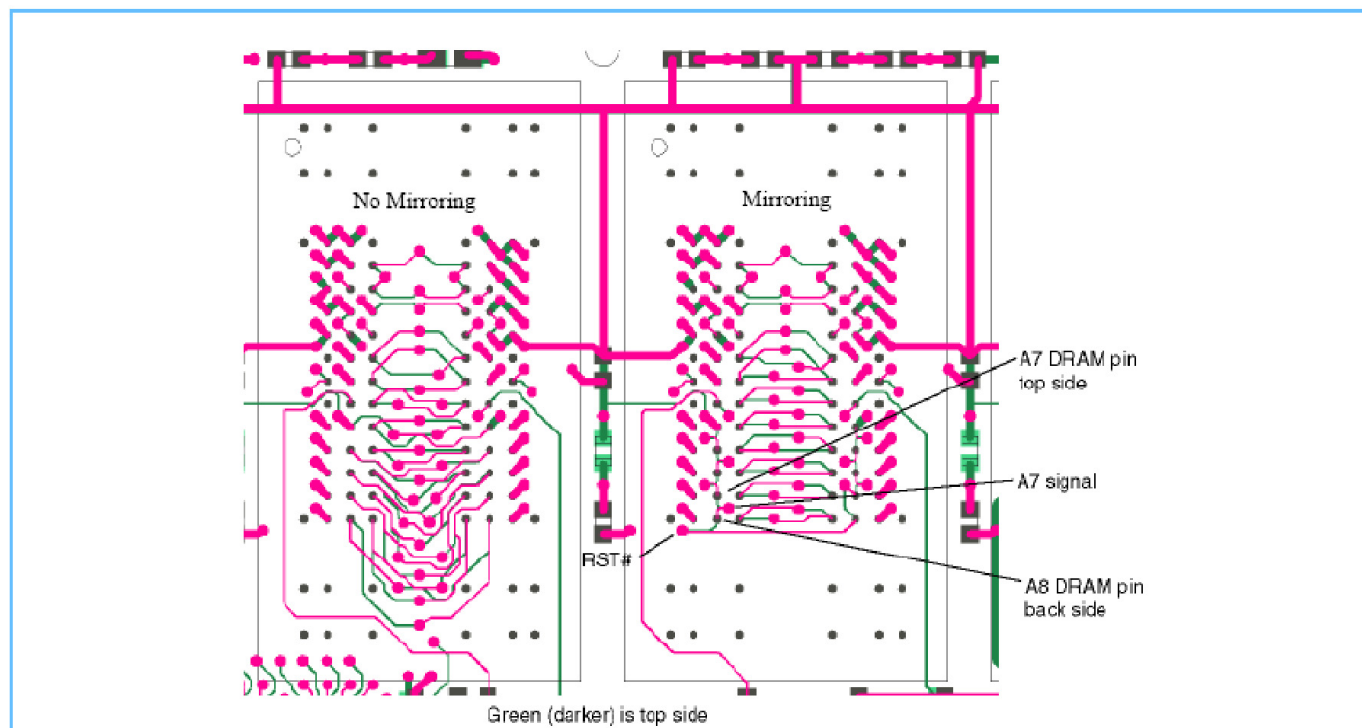 No Mirroring
Mirroring
A7 DRAM pin
top side
A7 signal
RST#
A8 DRAM pin
back side
Green (darker) is top side